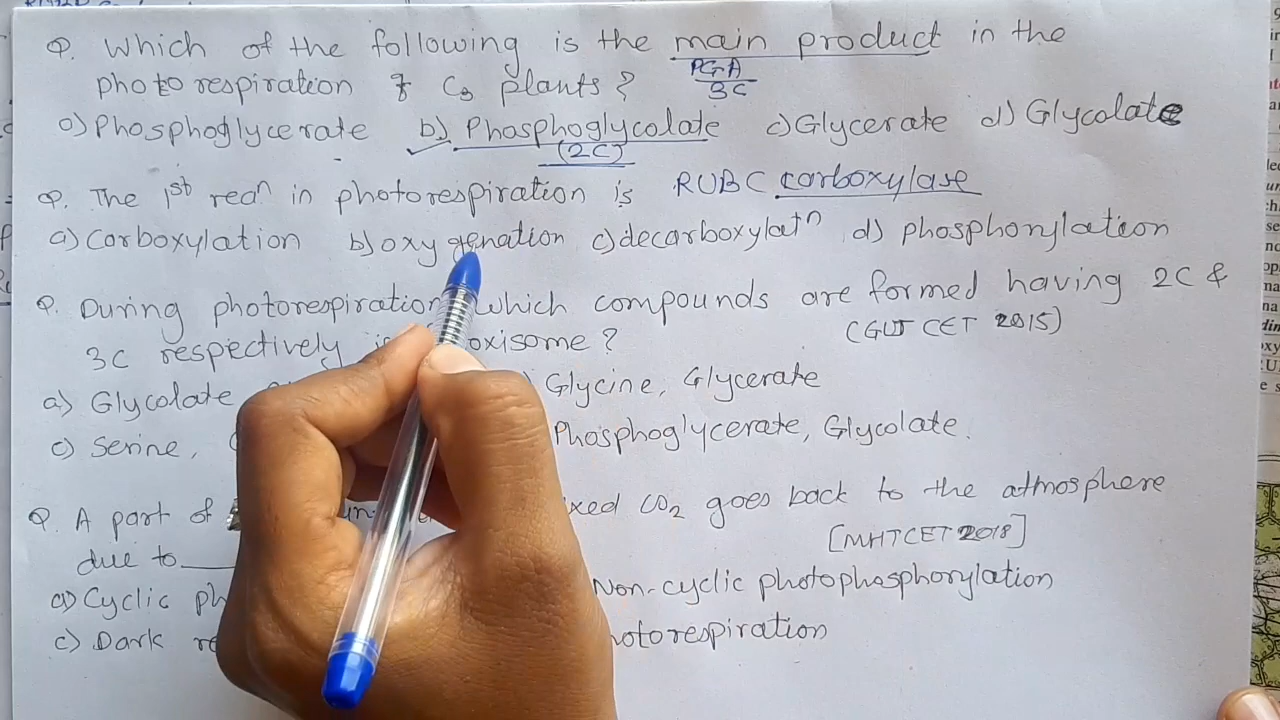 Q. Which of the following is the main product in the
PGA
3C
photorespiration of C3 plants?
a) Phosphoglycerate b) Phosphoglycolate c) Glycerate d) Glycolate
(2C)
Q. The 1st reaⁿ in photorespiration is RUBC carboxylase
a) Carboxylation b) oxygenation c) decarboxylatⁿ d) phosphorylation
Q. During photorespiration which compounds are formed having 2C &
3C respectively oxisome? (GUJ CET 2015)
a) Glycolate Glycine, Glycerate
c) Serine, Phosphoglycerate, Glycolate.
Q. A part of ixed CO2 goes back to the atmosphere
due to [MHTCET 2018]
a) Cyclic ph Non-cyclic photophosphorylation
c) Dark re otorespiration